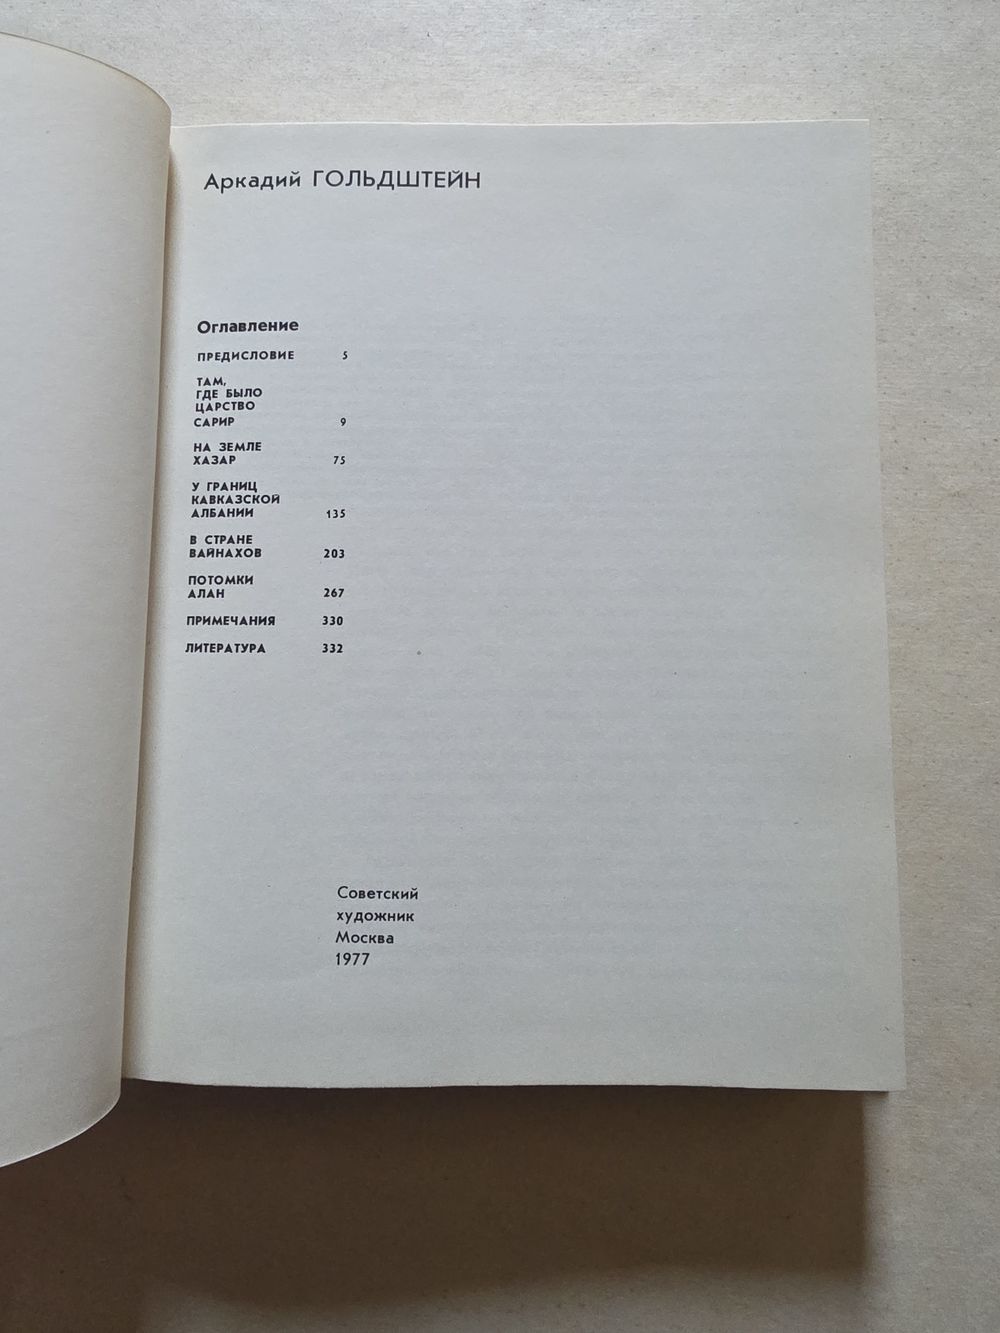 Аркадий ГОЛЬДШТЕЙН
Оглавление
ПРЕДИСЛОВИЕ 5
ТАМ,
ГДЕ БЫЛО
ЦАРСТВО
САРИР 9
НА ЗЕМЛЕ
ХАЗАР 75
У ГРАНИЦ
КАВКАЗСКОЙ
АЛБАНИИ 135
В СТРАНЕ
ВАЙНАХОВ 203
ПОТОМКИ
АЛАН 267
ПРИМЕЧАНИЯ 330
ЛИТЕРАТУРА 332
Советский
художник
Москва
1977